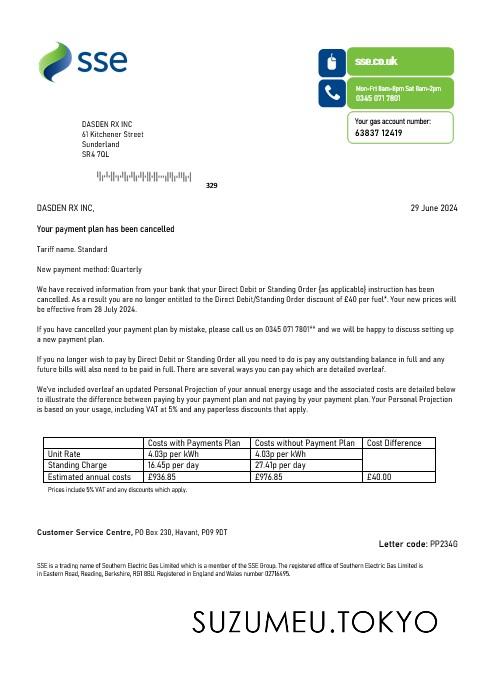 sse
sse.co.uk
Mon-Fri 8am-8pm Sat 8am-2pm
0345 071 7801
Your gas account number:
63837 12419
DASDEN RX INC
61 Kitchener Street
Sunderland
SR4 7QL
329
DASDEN RX INC,
29 June 2024
Your payment plan has been cancelled
Tariff name. Standard
New payment method: Quarterly
We have received information from your bank that your Direct Debit or Standing Order {as applicable} instruction has been
cancelled. As a result you are no longer entitled to the Direct Debit/Standing Order discount of £40 per fuel*. Your new prices will
be effective from 28 July 2024.
If you have cancelled your payment plan by mistake, please call us on 0345 071 7801** and we will be happy to discuss setting up
a new payment plan.
If you no longer wish to pay by Direct Debit or Standing Order all you need to do is pay any outstanding balance in full and any
future bills will also need to be paid in full. There are several ways you can pay which are detailed overleaf.
We've included overleaf an updated Personal Projection of your annual energy usage and the associated costs are detailed below
to illustrate the difference between paying by your payment plan and not paying by your payment plan. Your Personal Projection
is based on your usage, including VAT at 5% and any paperless discounts that apply.
Costs with Payments Plan Costs without Payment Plan Cost Difference
Unit Rate 4.03p per kWh 4.03p per kWh
Standing Charge 16.45p per day 27.41p per day
Estimated annual costs £936.85 £976.85 £40.00
Prices include 5% VAT and any discounts which apply.
Customer Service Centre, PO Box 230, Havant, P09 9DT
Letter code: PP234G
SSE is a trading name of Southern Electric Gas Limited which is a member of the SSE Group. The registered office of Southern Electric Gas Limited is
in Eastern Road, Reading, Berkshire, RG1 8BU. Registered in England and Wales number 02716495.
SUZUMEU.TOKYO